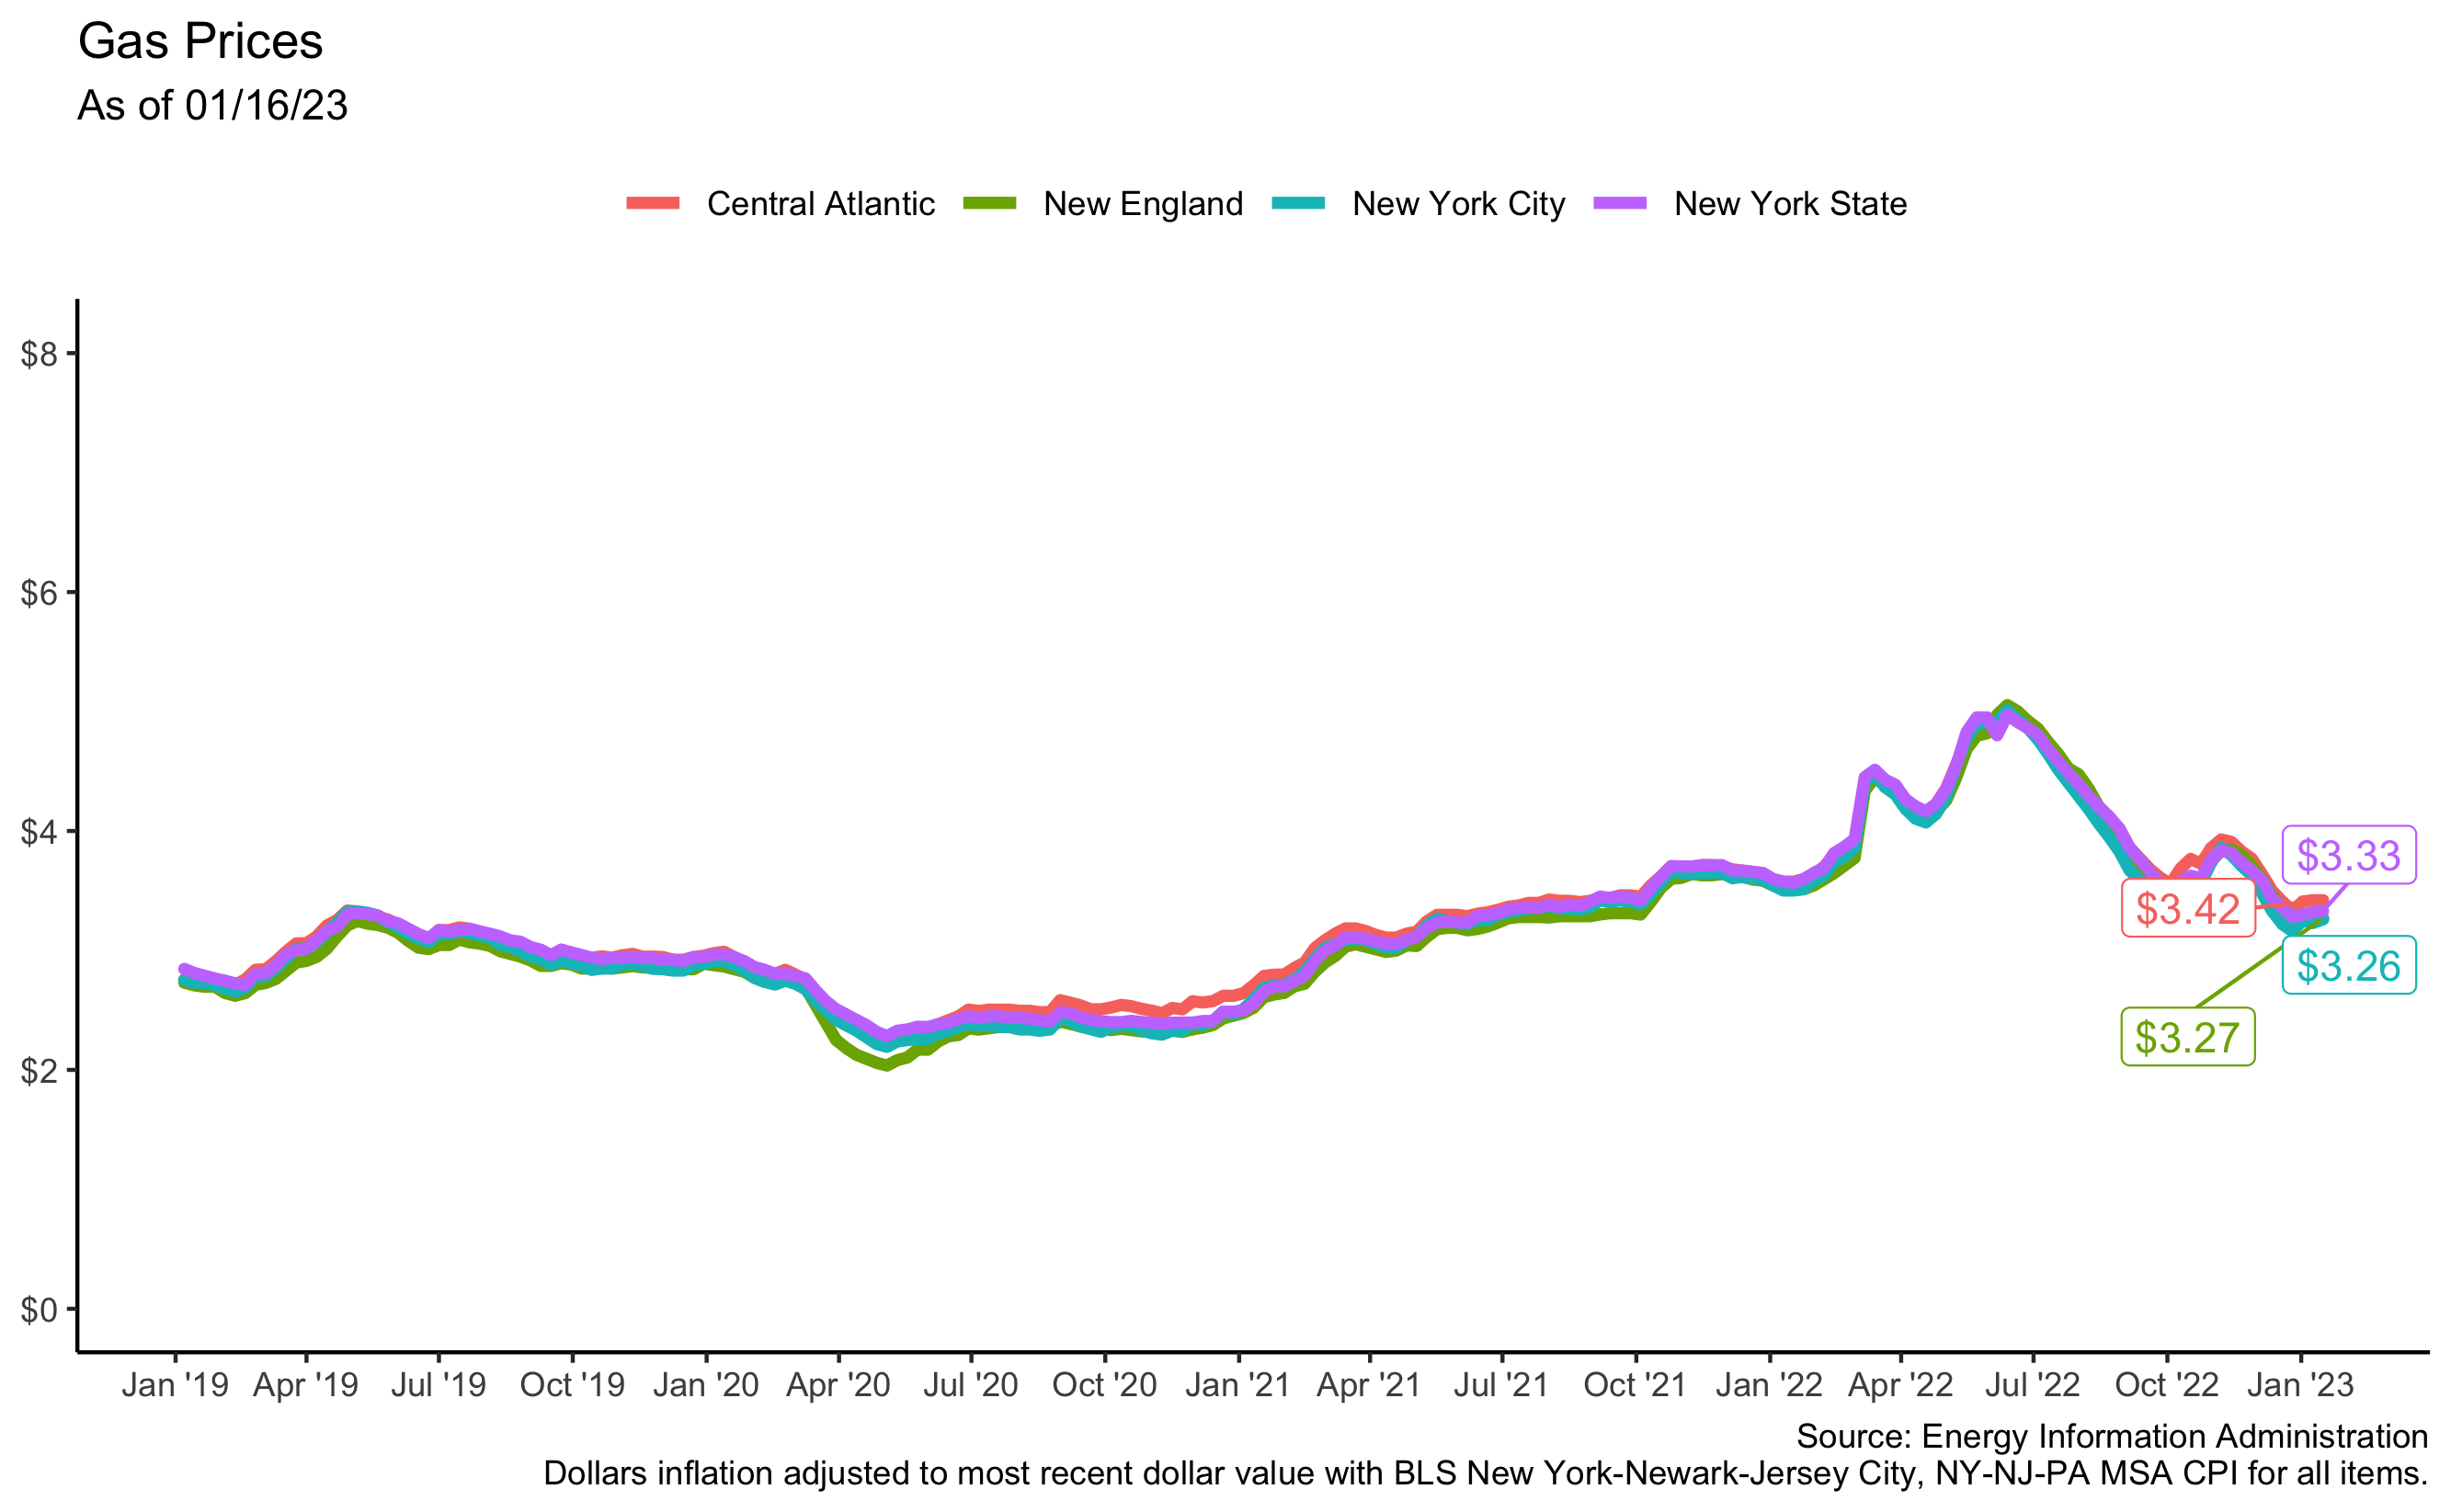 Gas Prices
As of 01/16/23
Central Atlantic New England New York City New York State
$8
$6
$4
$2
$0
$3.33
$3.42
$3.26
$3.27
Jan '19 Apr '19 Jul '19 Oct '19 Jan '20 Apr '20 Jul '20 Oct '20 Jan '21 Apr '21 Jul '21 Oct '21 Jan '22 Apr '22 Jul '22 Oct '22 Jan '23
Source: Energy Information Administration
Dollars inflation adjusted to most recent dollar value with BLS New York-Newark-Jersey City, NY-NJ-PA MSA CPI for all items.